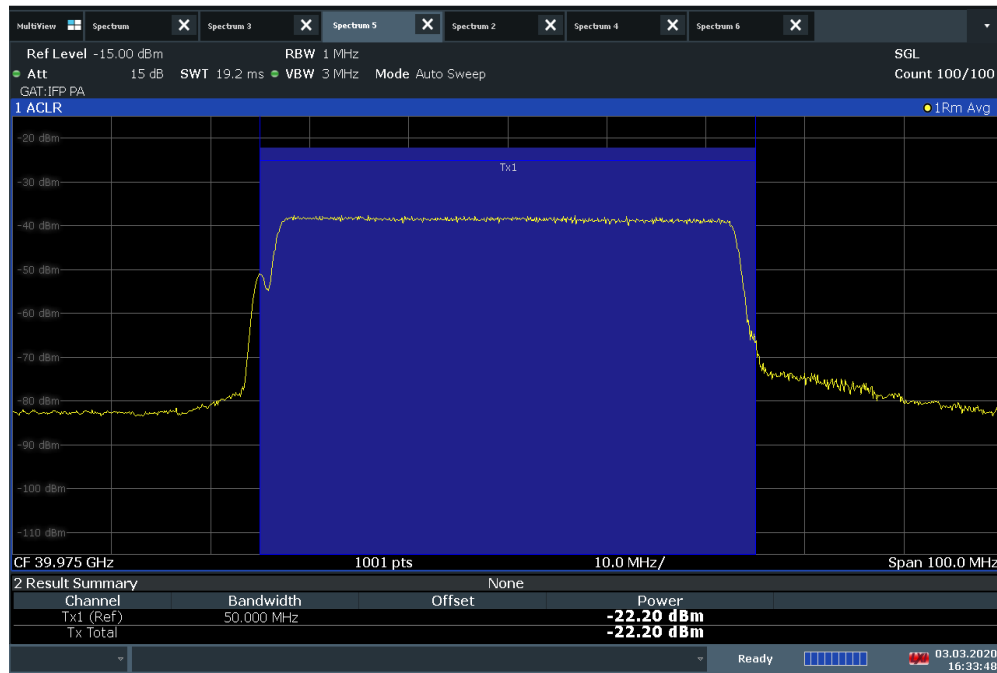 MultiView Spectrum X Spectrum 3 X Spectrum 5 X Spectrum 2 X Spectrum 4 X Spectrum 6 X
Ref Level -15.00 dBm RBW 1 MHz SGL
Att 15 dB SWT 19.2 ms VBW 3 MHz Mode Auto Sweep Count 100/100
GAT:IFP PA
1 ACLR 1Rm Avg
-20 dBm
Tx1
-30 dBm
-40 dBm
-50 dBm
-60 dBm
-70 dBm
-80 dBm
-90 dBm
-100 dBm
-110 dBm
CF 39.975 GHz 1001 pts 10.0 MHz/ Span 100.0 MHz
2 Result Summary None
Channel Bandwidth Offset Power
Tx1 (Ref) 50.000 MHz -22.20 dBm
Tx Total -22.20 dBm
Ready 03.03.2020
16:33:48